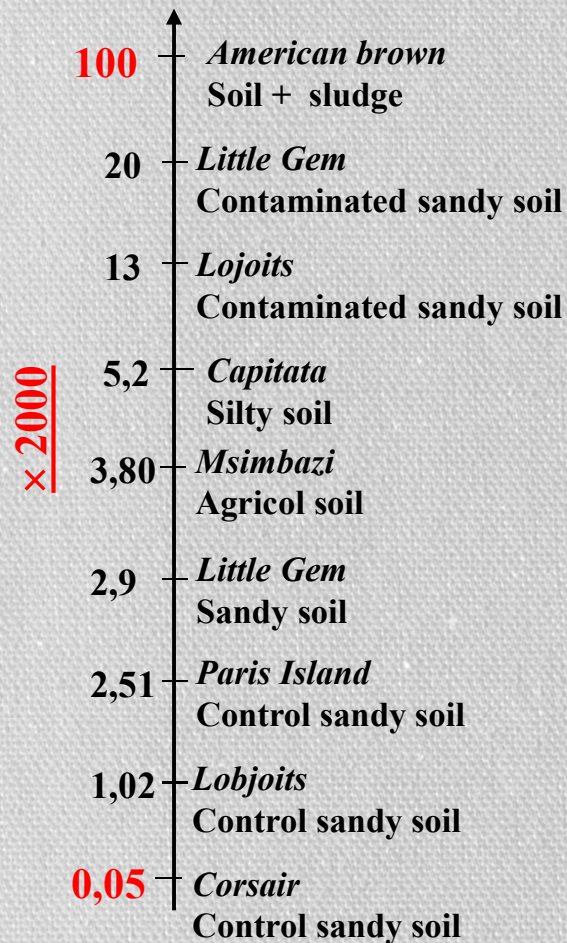 100 American brown
Soil + sludge
20 Little Gem
Contaminated sandy soil
13 Lojoits
Contaminated sandy soil
× 2000
5,2 Capitata
Silty soil
3,80 Msimbazi
Agricol soil
2,9 Little Gem
Sandy soil
2,51 Paris Island
Control sandy soil
1,02 Lobjoits
Control sandy soil
0,05 Corsair
Control sandy soil